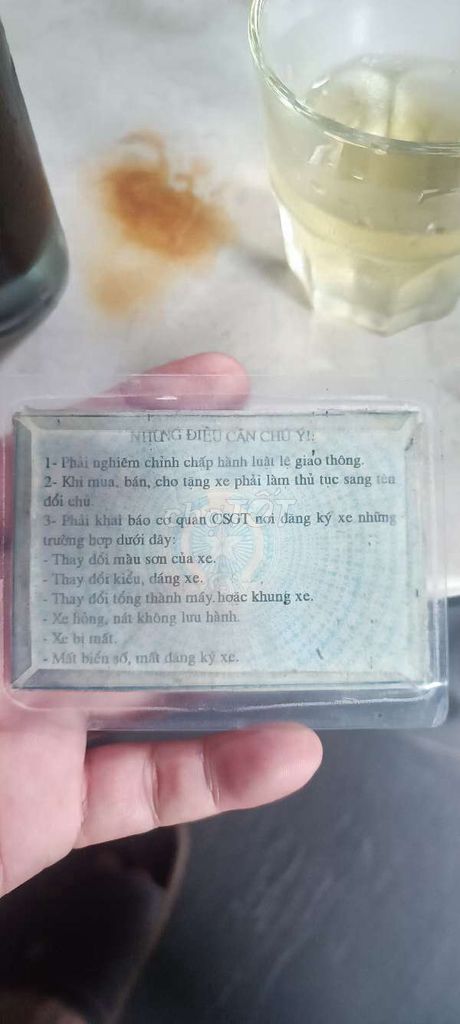 NHỮNG ĐIỀU CẦN CHÚ Ý!:
1- Phải nghiêm chỉnh chấp hành luật lệ giao thông.
2- Khi mua, bán, cho tặng xe phải làm thủ tục sang tên
đổi chủ.
3- Phải khai báo cơ quan CSGT nơi đăng ký xe những
trường hợp dưới đây:
- Thay đổi màu sơn của xe.
- Thay đổi kiểu, dáng xe.
- Thay đổi tổng thành máy hoặc khung xe.
- Xe hỏng, nát không lưu hành.
- Xe bị mất.
- Mất biển số, mất đăng ký xe.
chợTỐT